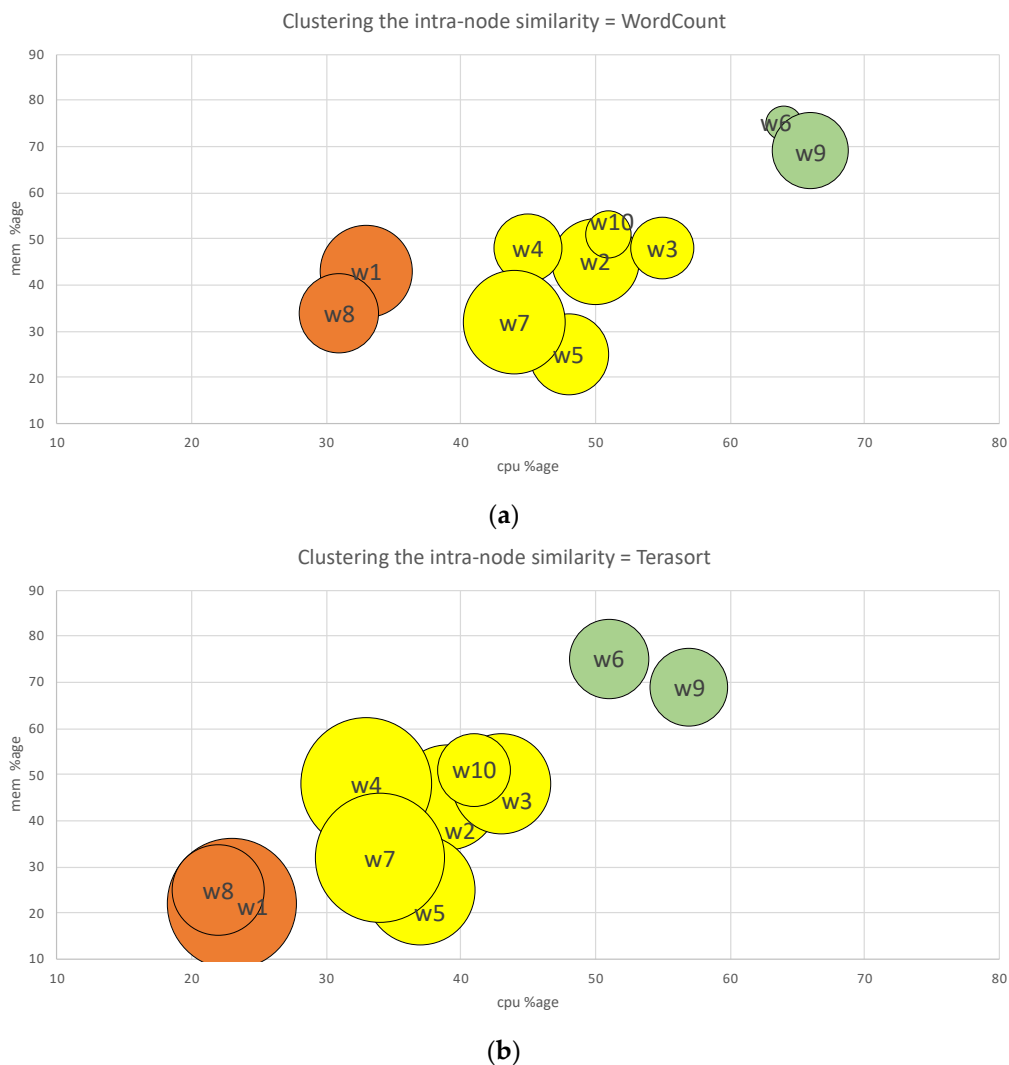 Clustering the intra-node similarity = WordCount
90
80
70
60
50
40
30
20
10
mem %age
w6
w9
w10
w4
w2
w3
w1
w8
w7
w5
10 20 30 40 50 60 70 80
cpu %age
(a)
Clustering the intra-node similarity = Terasort
90
80
70
60
50
40
30
20
10
mem %age
w6
w9
w10
w4
w3
w2
w7
w5
w8
w1
10 20 30 40 50 60 70 80
cpu %age
(b)